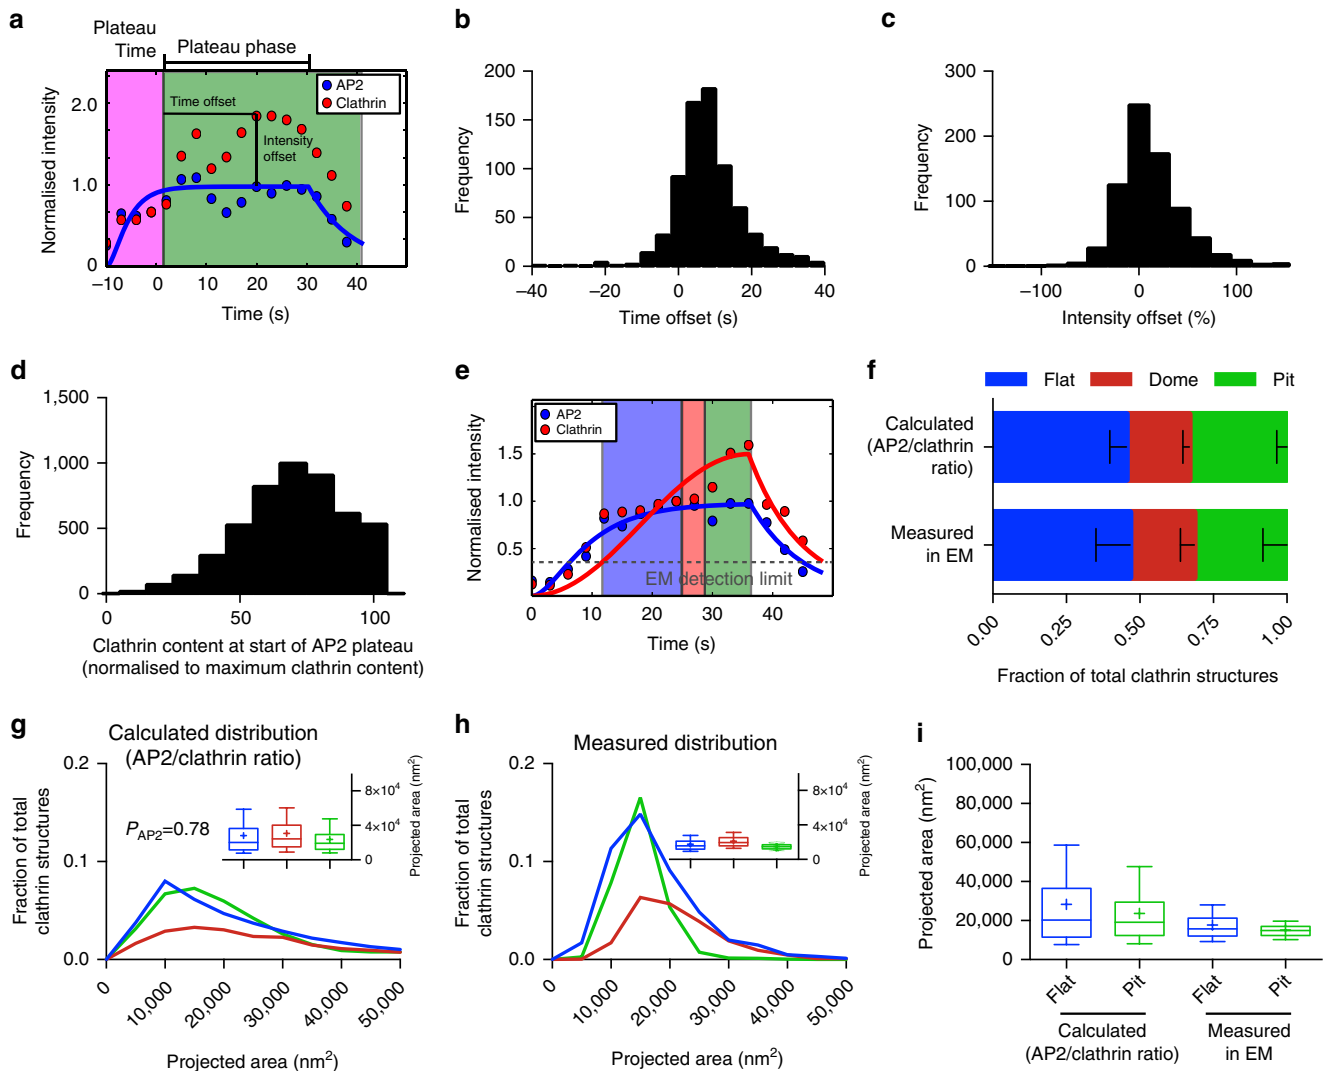 a
Plateau
Time
Plateau phase
AP2
Clathrin
Time offset
Intensity
offset
Normalised intensity
2.0
1.0
0
−10 0 10 20 30 40
Time (s)
b
Frequency
200
150
100
50
0
−40 −20 0 20 40
Time offset (s)
c
Frequency
300
200
100
0
−100 0 100
Intensity offset (%)
d
Frequency
1,500
1,000
500
0
0 50 100
Clathrin content at start of AP2 plateau
(normalised to maximum clathrin content)
e
AP2
Clathrin
Normalised intensity
1.5
1.0
0.5
EM detection limit
0 10 20 30 40
Time (s)
f
Flat Dome Pit
Calculated
(AP2/clathrin
ratio)
Measured
in EM
0.00 0.25 0.50 0.75 1.00
Fraction of total clathrin structures
g
Calculated distribution
(AP2/clathrin ratio)
Fraction of total
clathrin structures
0.2
0.1
0.0
P_AP2=0.78
8×10⁴
4×10⁴
0
Projected area (nm²)
0 10,000 20,000 30,000 40,000 50,000
Projected area (nm²)
h
Measured distribution
Fraction of total
clathrin structures
0.2
0.1
0.0
8×10⁴
4×10⁴
0
Projected area (nm²)
0 10,000 20,000 30,000 40,000 50,000
Projected area (nm²)
i
Projected area (nm²)
100,000
80,000
60,000
40,000
20,000
0
Flat Pit Flat Pit
Calculated
(AP2/clathrin ratio)
Measured
in EM